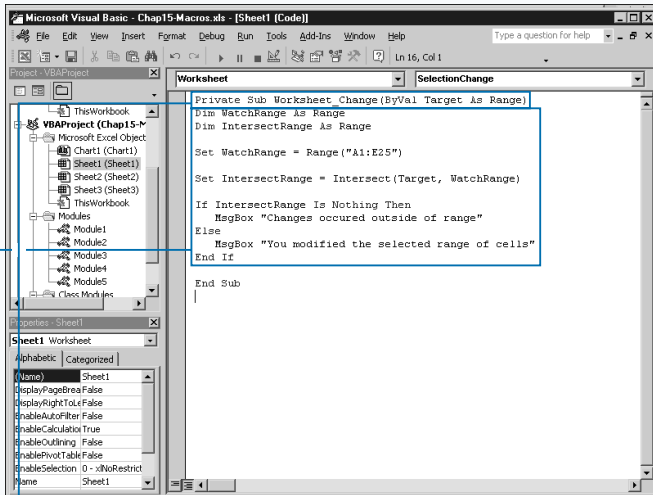 Microsoft Visual Basic - Chap15-Macros.xls - [Sheet1 (Code)]
File Edit View Insert Format Debug Run Tools Add-Ins Window Help
Type a question for help
Ln 16, Col 1
Project - VBAProject
Worksheet
SelectionChange
ThisWorkbook
VBAProject (Chap15-M
Microsoft Excel Object
Chart1 (Chart1)
Sheet1 (Sheet1)
Sheet2 (Sheet2)
Sheet3 (Sheet3)
ThisWorkbook
Modules
Module1
Module2
Module3
Module4
Module5
Class Modules
Properties - Sheet1
Sheet1 Worksheet
Alphabetic Categorized
(Name) Sheet1
DisplayPageBrea False
DisplayRightToLe False
EnableAutoFilter False
EnableCalculatio True
EnableOutlining False
EnablePivotTable False
EnableSelection 0 - xlNoRestrict
Name Sheet1
Private Sub Worksheet_Change(ByVal Target As Range)
Dim WatchRange As Range
Dim IntersectRange As Range
Set WatchRange = Range("A1:E25")
Set IntersectRange = Intersect(Target, WatchRange)
If IntersectRange Is Nothing Then
MsgBox "Changes occured outside of range"
Else
MsgBox "You modified the selected range of cells"
End If
End Sub